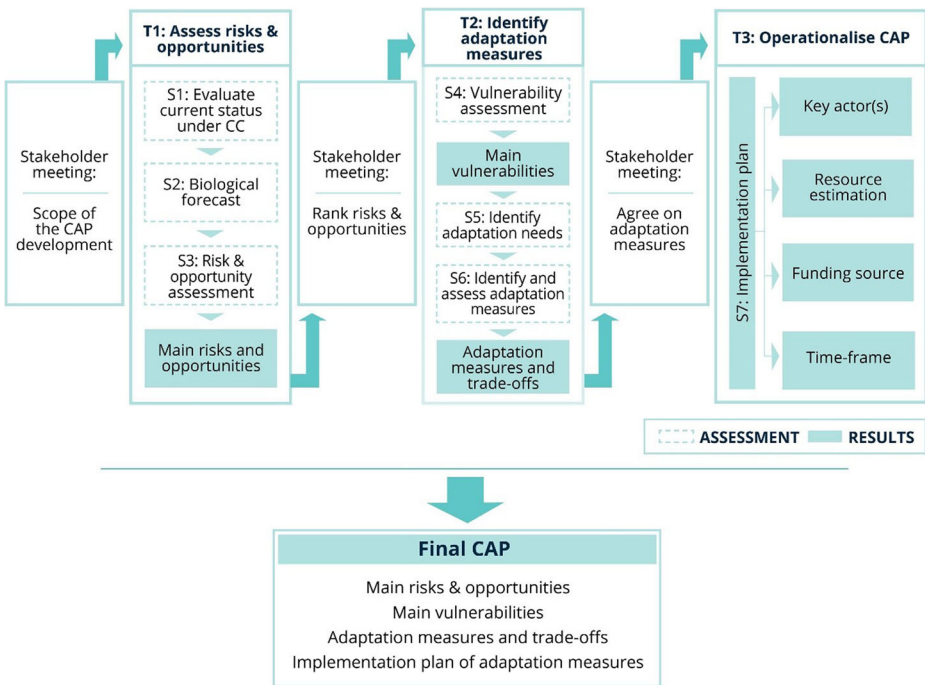 Stakeholder
meeting:
Scope of
the CAP
development
T1: Assess risks &
opportunities
S1: Evaluate
current status
under CC
S2: Biological
forecast
S3: Risk &
opportunity
assessment
Main risks and
opportunities
Stakeholder
meeting:
Rank risks &
opportunities
T2: Identify
adaptation
measures
S4: Vulnerability
assessment
Main
vulnerabilities
S5: Identify
adaptation needs
S6: Identify and
assess adaptation
measures
Adaptation
measures and
trade-offs
Stakeholder
meeting:
Agree on
adaptation
measures
T3: Operationalise CAP
S7: Implementation plan
Key actor(s)
Resource
estimation
Funding source
Time-frame
ASSESSMENT
RESULTS
Final CAP
Main risks & opportunities
Main vulnerabilities
Adaptation measures and trade-offs
Implementation plan of adaptation measures